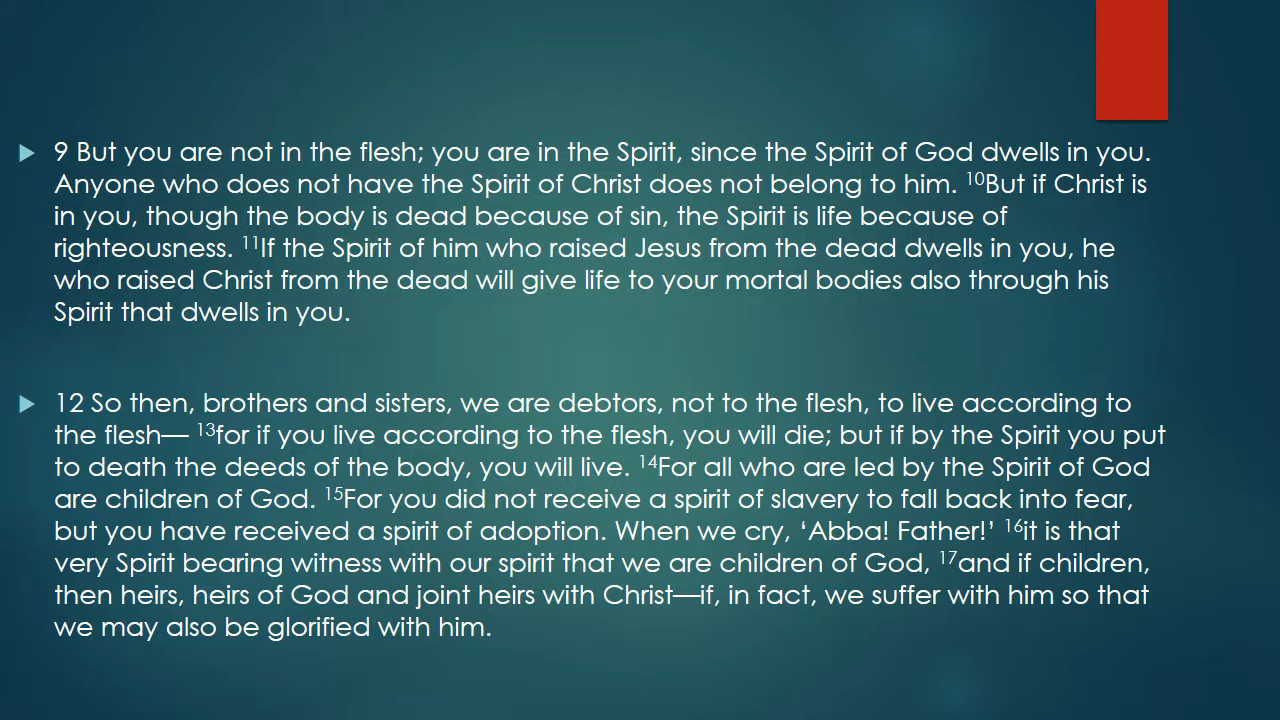 9 But you are not in the flesh; you are in the Spirit, since the Spirit of God dwells in you.
Anyone who does not have the Spirit of Christ does not belong to him. ¹⁰But if Christ is
in you, though the body is dead because of sin, the Spirit is life because of
righteousness. ¹¹If the Spirit of him who raised Jesus from the dead dwells in you, he
who raised Christ from the dead will give life to your mortal bodies also through his
Spirit that dwells in you.
12 So then, brothers and sisters, we are debtors, not to the flesh, to live according to
the flesh— ¹³for if you live according to the flesh, you will die; but if by the Spirit you put
to death the deeds of the body, you will live. ¹⁴For all who are led by the Spirit of God
are children of God. ¹⁵For you did not receive a spirit of slavery to fall back into fear,
but you have received a spirit of adoption. When we cry, ‘Abba! Father!’ ¹⁶it is that
very Spirit bearing witness with our spirit that we are children of God, ¹⁷and if children,
then heirs, heirs of God and joint heirs with Christ—if, in fact, we suffer with him so that
we may also be glorified with him.